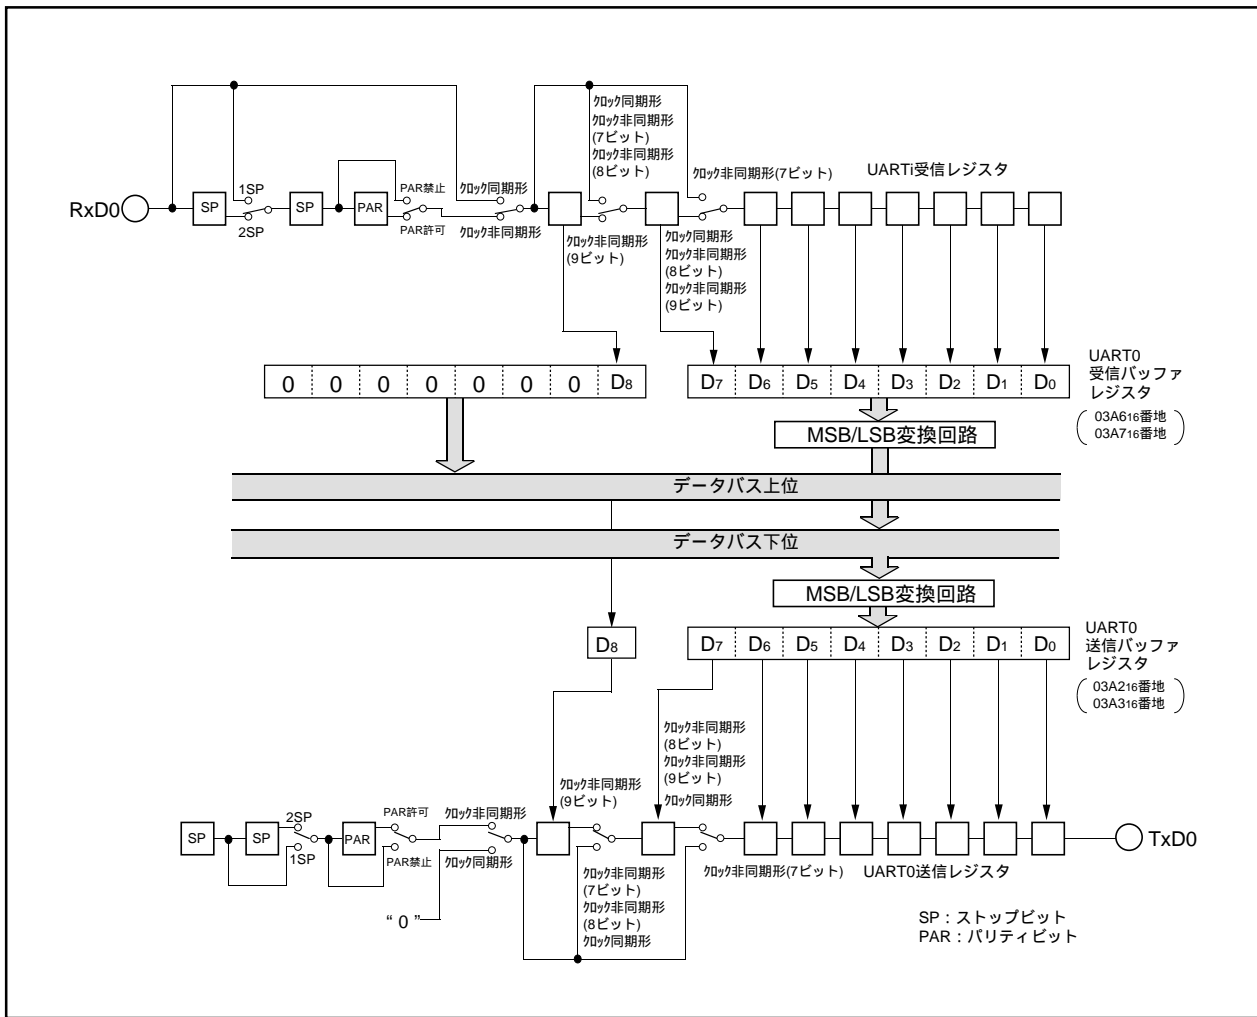 ｸﾛｯｸ同期形
ｸﾛｯｸ非同期形
(7ビット)
ｸﾛｯｸ非同期形
(8ビット)
ｸﾛｯｸ非同期形(7ビット)
UARTi受信レジスタ
RxD0
SP
1SP
2SP
SP
PAR
PAR禁止
PAR許可
ｸﾛｯｸ同期形
ｸﾛｯｸ非同期形
ｸﾛｯｸ非同期形
(9ビット)
ｸﾛｯｸ同期形
ｸﾛｯｸ非同期形
(8ビット)
ｸﾛｯｸ非同期形
(9ビット)
0 0 0 0 0 0 0 D8
D7 D6 D5 D4 D3 D2 D1 D0
UART0
受信バッファ
レジスタ
03A616番地
03A716番地
MSB/LSB変換回路
データバス上位
データバス下位
MSB/LSB変換回路
D8
D7 D6 D5 D4 D3 D2 D1 D0
UART0
送信バッファ
レジスタ
03A216番地
03A316番地
ｸﾛｯｸ非同期形
(8ビット)
ｸﾛｯｸ非同期形
(9ビット)
ｸﾛｯｸ同期形
ｸﾛｯｸ非同期形
(9ビット)
SP
SP
2SP
1SP
PAR
PAR許可
PAR禁止
ｸﾛｯｸ非同期形
ｸﾛｯｸ同期形
“ 0 ”
ｸﾛｯｸ非同期形
(7ビット)
ｸﾛｯｸ非同期形
(8ビット)
ｸﾛｯｸ同期形
ｸﾛｯｸ非同期形(7ビット)
UART0送信レジスタ
TxD0
SP：ストップビット
PAR：パリティビット